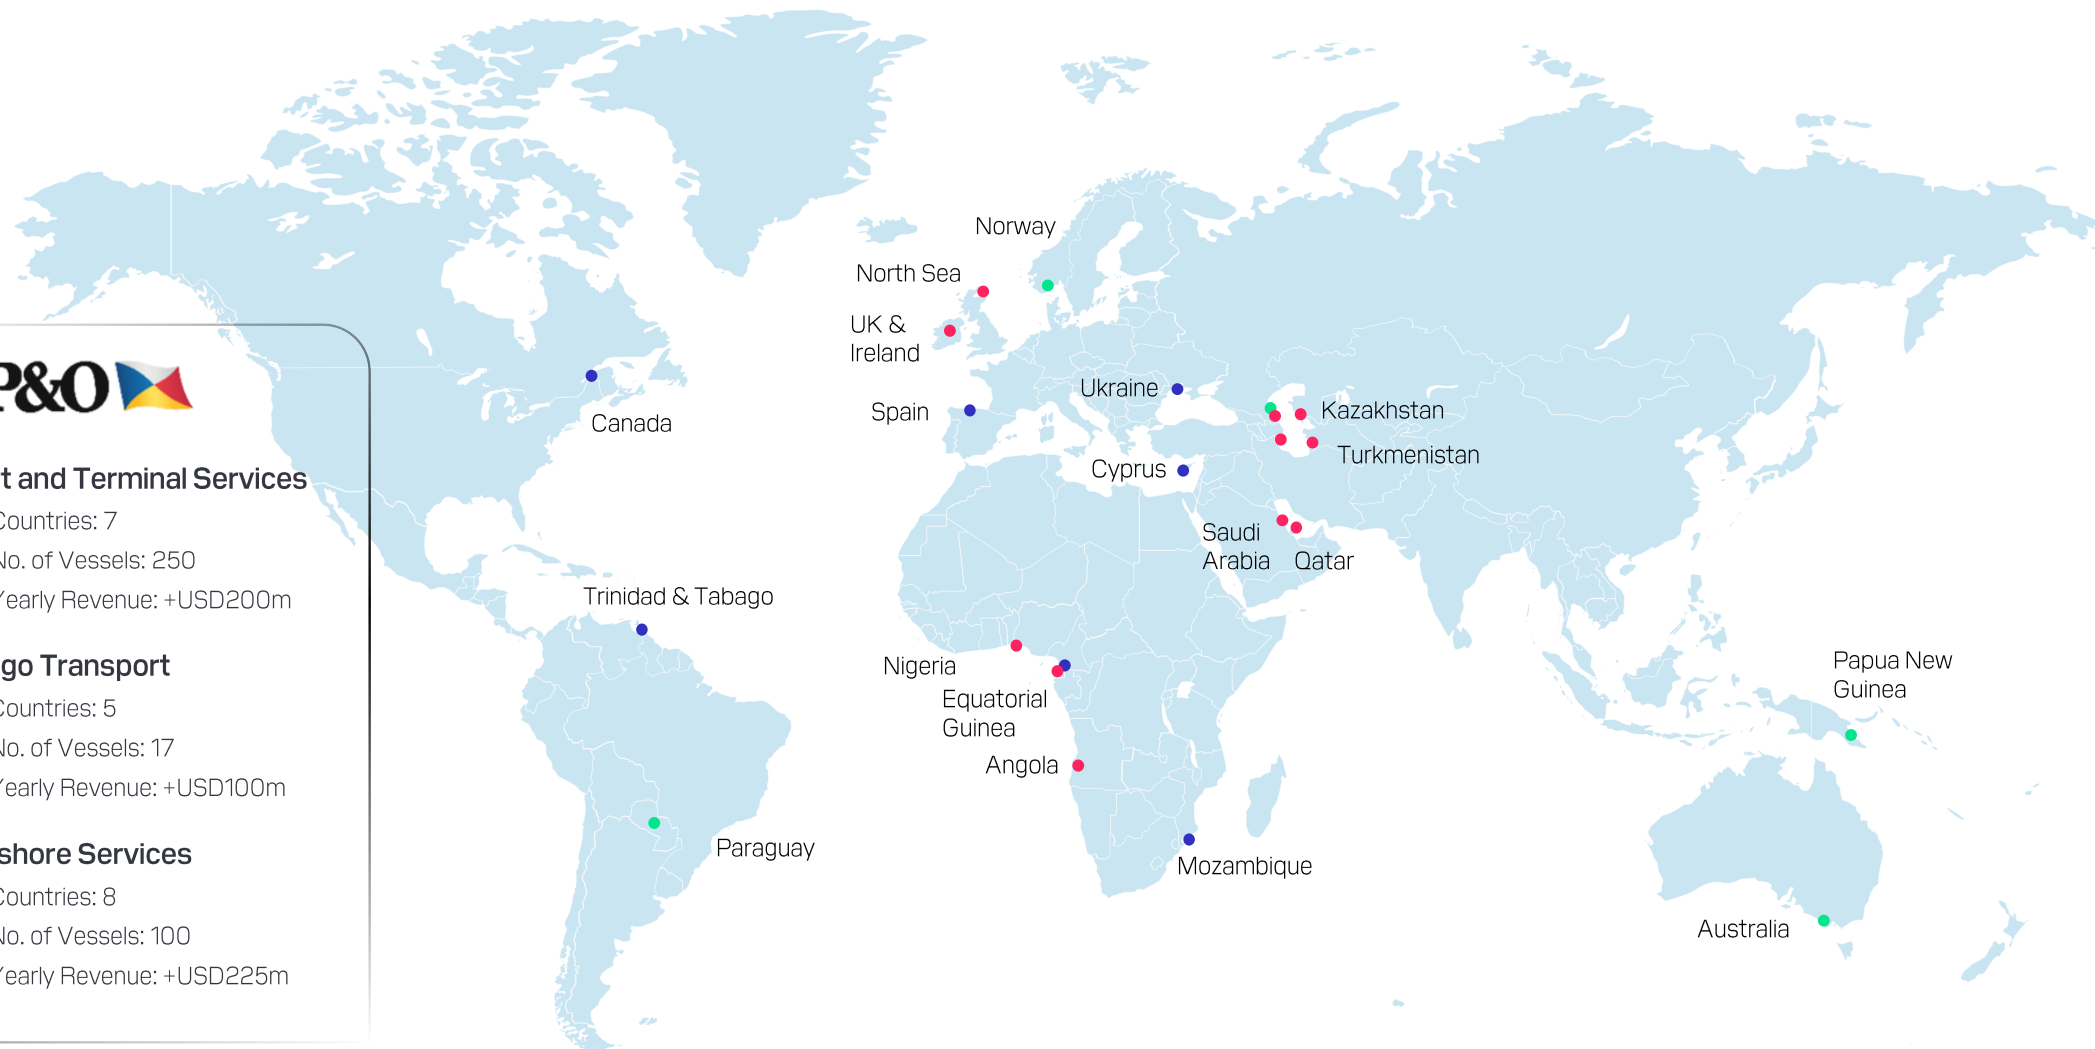 P&O
t and Terminal Services
Countries: 7
No. of Vessels: 250
Yearly Revenue: +USD200m
go Transport
Countries: 5
No. of Vessels: 17
Yearly Revenue: +USD100m
shore Services
Countries: 8
No. of Vessels: 100
Yearly Revenue: +USD225m
Norway
North Sea
UK &
Ireland
Spain
Ukraine
Cyprus
Kazakhstan
Turkmenistan
Canada
Saudi
Arabia
Qatar
Trinidad & Tabago
Nigeria
Equatorial
Guinea
Angola
Paraguay
Mozambique
Papua New
Guinea
Australia